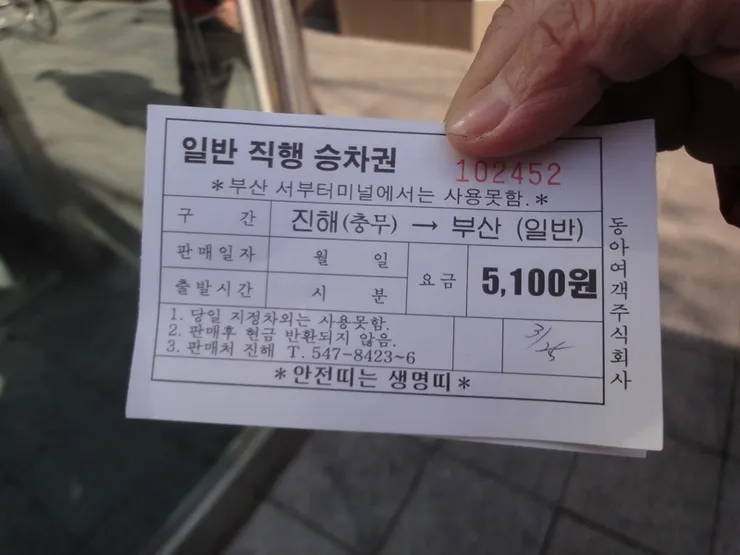 일반 직행 승차권
102452
*부산 서부터미널에서는 사용못함.*
구 간 진해(충무) → 부산 (일반)
판매일자 월 일
출발시간 시 분
요금 5,100원
1. 당일 지정차외는 사용못함.
2. 판매후 현금 반환되지 않음.
3. 판매처 진해 T. 547-8423~6
3/25
*안전띠는 생명띠*
동아여객주식회사